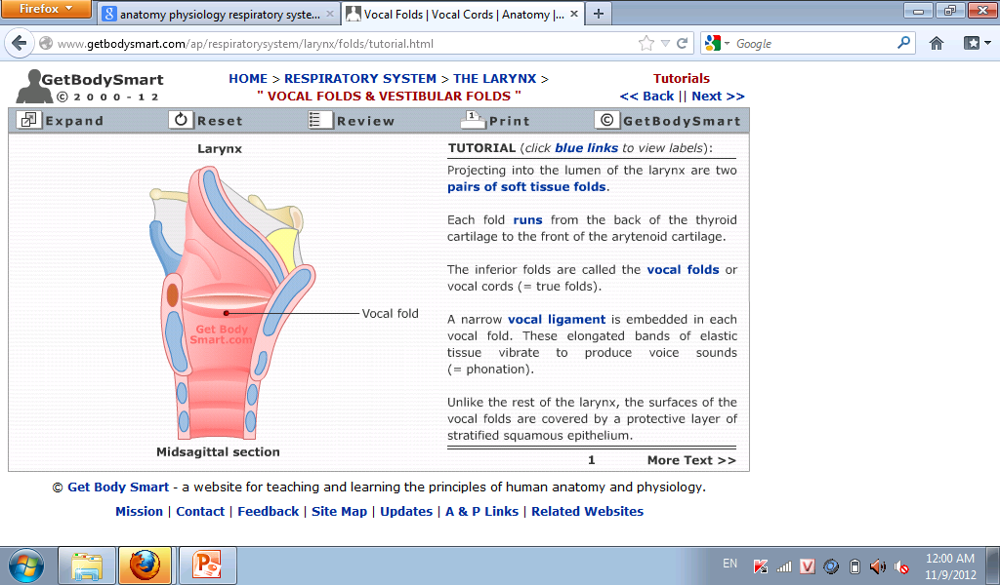 Firefox
anatomy physiology respiratory syste...
Vocal Folds | Vocal Cords | Anatomy |...
www.getbodysmart.com/ap/respiratorysystem/larynx/folds/tutorial.html
Google
GetBodySmart
© 2 0 0 0 - 1 2
HOME > RESPIRATORY SYSTEM > THE LARYNX >
" VOCAL FOLDS & VESTIBULAR FOLDS "
Tutorials
<< Back || Next >>
Expand
Reset
Review
1
Print
© GetBodySmart
Larynx
Vocal fold
Get Body
Smart.com
Midsagittal section
TUTORIAL (click blue links to view labels):
Projecting into the lumen of the larynx are two
pairs of soft tissue folds.
Each fold runs from the back of the thyroid
cartilage to the front of the arytenoid cartilage.
The inferior folds are called the vocal folds or
vocal cords (= true folds).
A narrow vocal ligament is embedded in each
vocal fold. These elongated bands of elastic
tissue vibrate to produce voice sounds
(= phonation).
Unlike the rest of the larynx, the surfaces of the
vocal folds are covered by a protective layer of
stratified squamous epithelium.
1
More Text >>
© Get Body Smart - a website for teaching and learning the principles of human anatomy and physiology.
Mission | Contact | Feedback | Site Map | Updates | A & P Links | Related Websites
EN
12:00 AM
11/9/2012